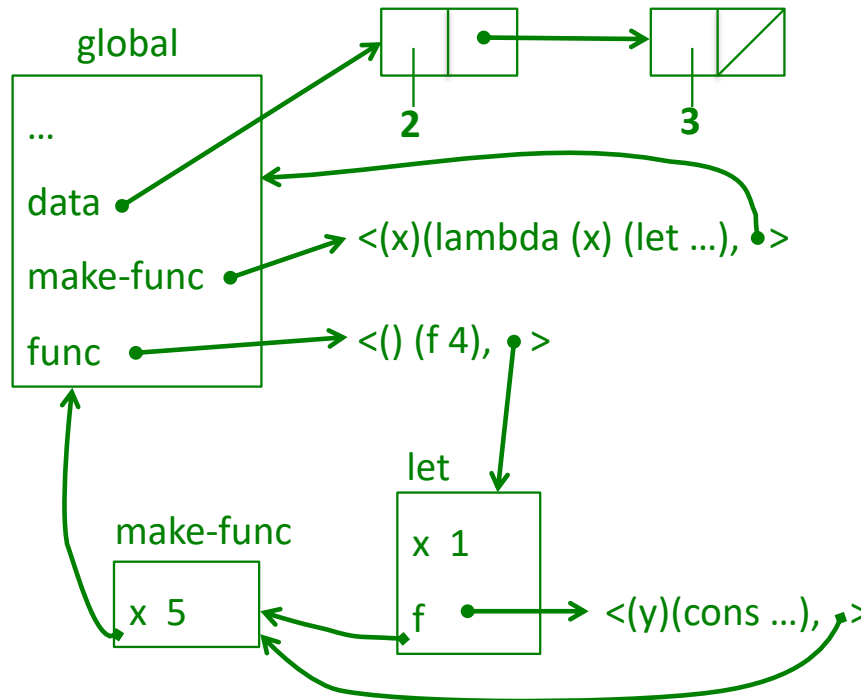 global
…
data
make-func
func
2
3
<(x)(lambda (x) (let …), >
<() (f 4), >
let
x 1
f
<(y)(cons …), >
make-func
x 5